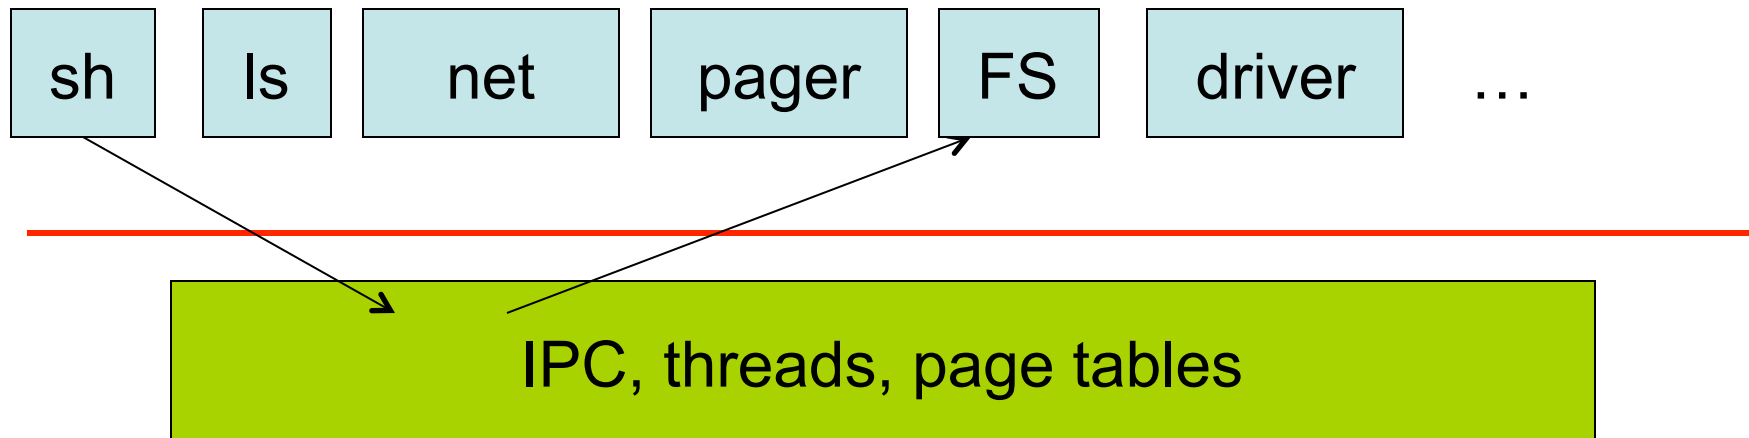 sh ls net pager FS driver …
IPC, threads, page tables